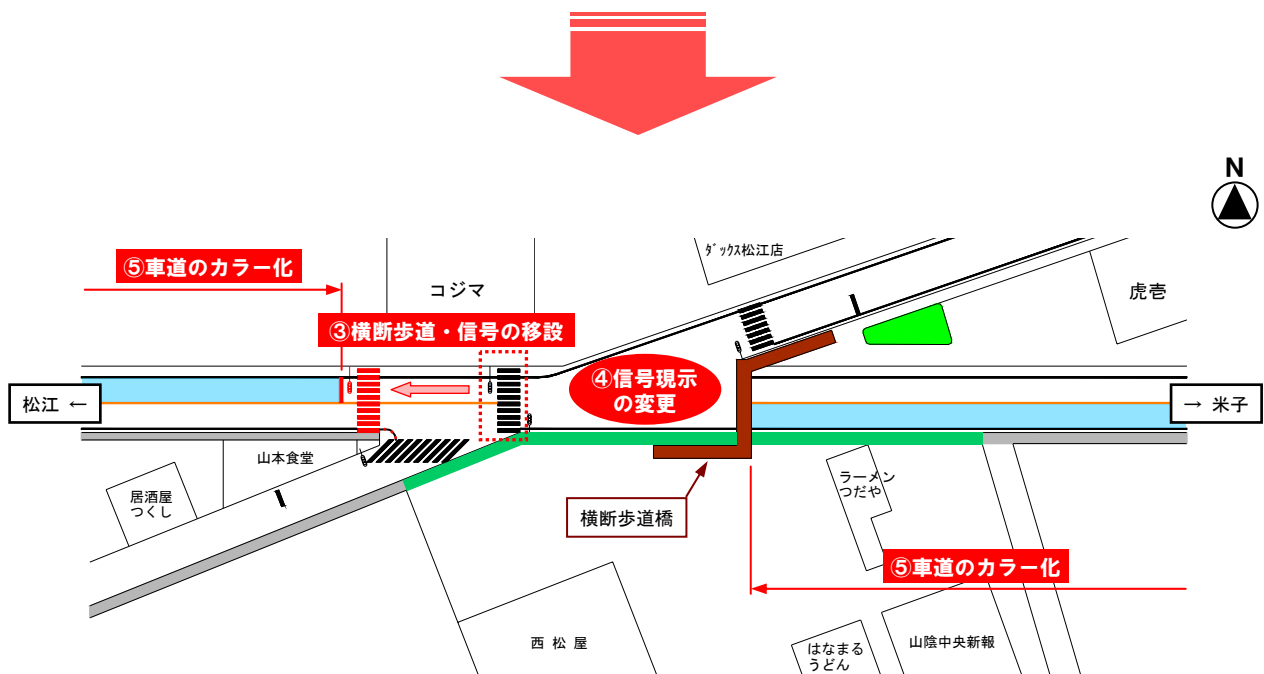 N
ダックス松江店
⑤車道のカラー化
コジマ
虎壱
③横断歩道・信号の移設
④信号現示
の変更
松江 ←
→ 米子
山本食堂
居酒屋
つくし
ラーメン
つだや
横断歩道橋
⑤車道のカラー化
西松屋
はなまる
うどん
山陰中央新報